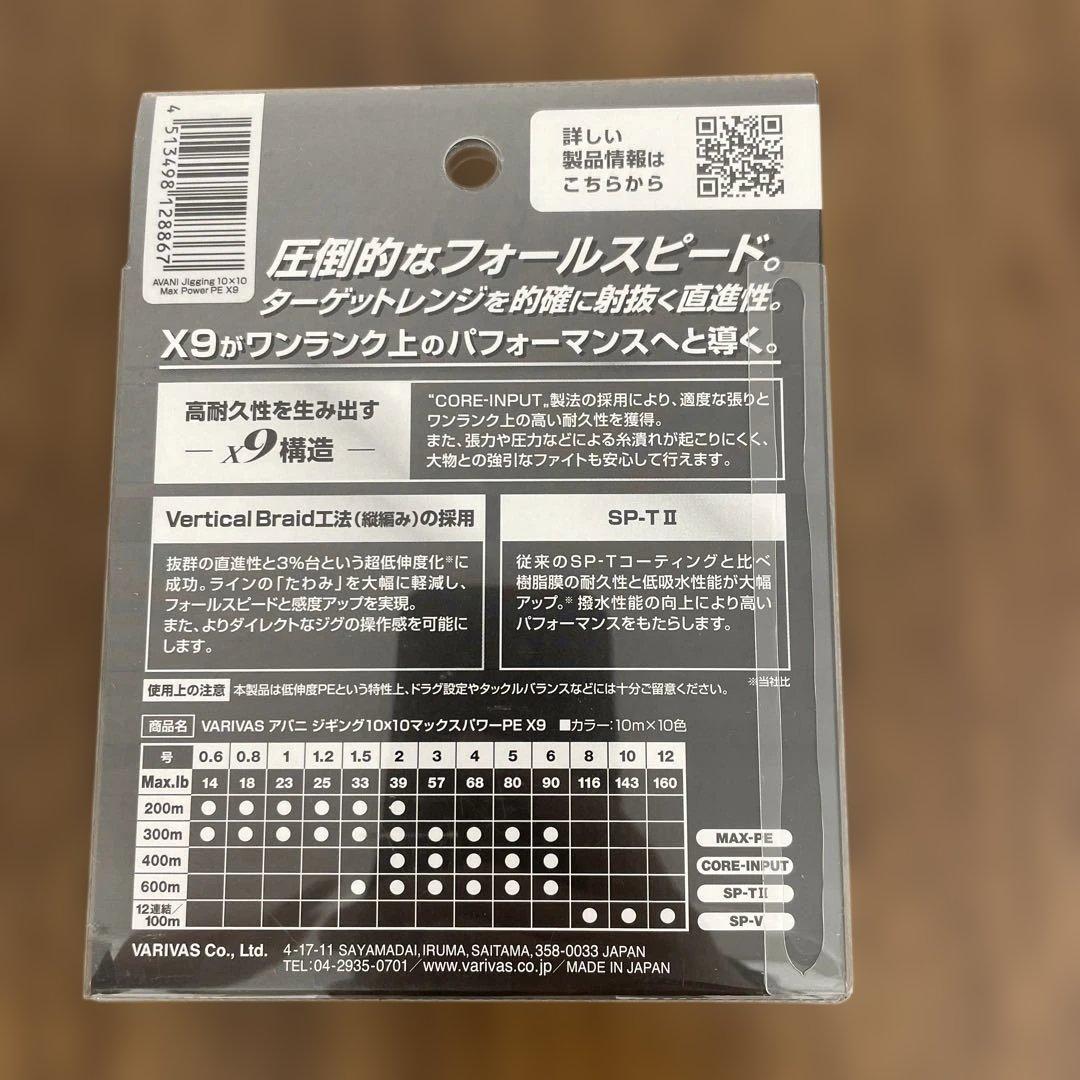 4 513498 128867
AVANI Jigging 10×10
Max Power PE X9
詳しい
製品情報は
こちらから
圧倒的なフォールスピード。
ターゲットレンジを的確に射抜く直進性。
X9がワンランク上のパフォーマンスへと導く。
高耐久性を生み出す
― X9構造 ―
“CORE-INPUT„製法の採用により、適度な張りと
ワンランク上の高い耐久性を獲得。
また、張力や圧力などによる糸潰れが起こりにくく、
大物との強引なファイトも安心して行えます。
Vertical Braid工法(縦編み)の採用
抜群の直進性と3%台という超低伸度化※に
成功。ラインの「たわみ」を大幅に軽減し、
フォールスピードと感度アップを実現。
また、よりダイレクトなジグの操作感を可能に
します。
SP-TⅡ
従来のSP-Tコーティングと比べ
樹脂膜の耐久性と低吸水性能が大幅
アップ。※ 撥水性能の向上により高い
パフォーマンスをもたらします。
※当社比
使用上の注意 本製品は低伸度PEという特性上、ドラグ設定やタックルバランスなどには十分ご留意ください。
商品名 VARIVAS アバニ ジギング10×10マックスパワーPE X9 ■カラー:10m×10色
号 0.6 0.8 1 1.2 1.5 2 3 4 5 6 8 10 12
Max.lb 14 18 23 25 33 39 57 68 80 90 116 143 160
200m ● ● ● ● ● ●
300m ● ● ● ● ● ● ● ● ● ●
400m ● ● ● ● ●
600m ● ● ● ● ● ●
12連結/
100m ● ● ●
MAX-PE
CORE-INPUT
SP-TⅡ
SP-V
VARIVAS Co., Ltd. 4-17-11 SAYAMADAI, IRUMA, SAITAMA, 358-0033 JAPAN
TEL:04-2935-0701/www.varivas.co.jp/MADE IN JAPAN